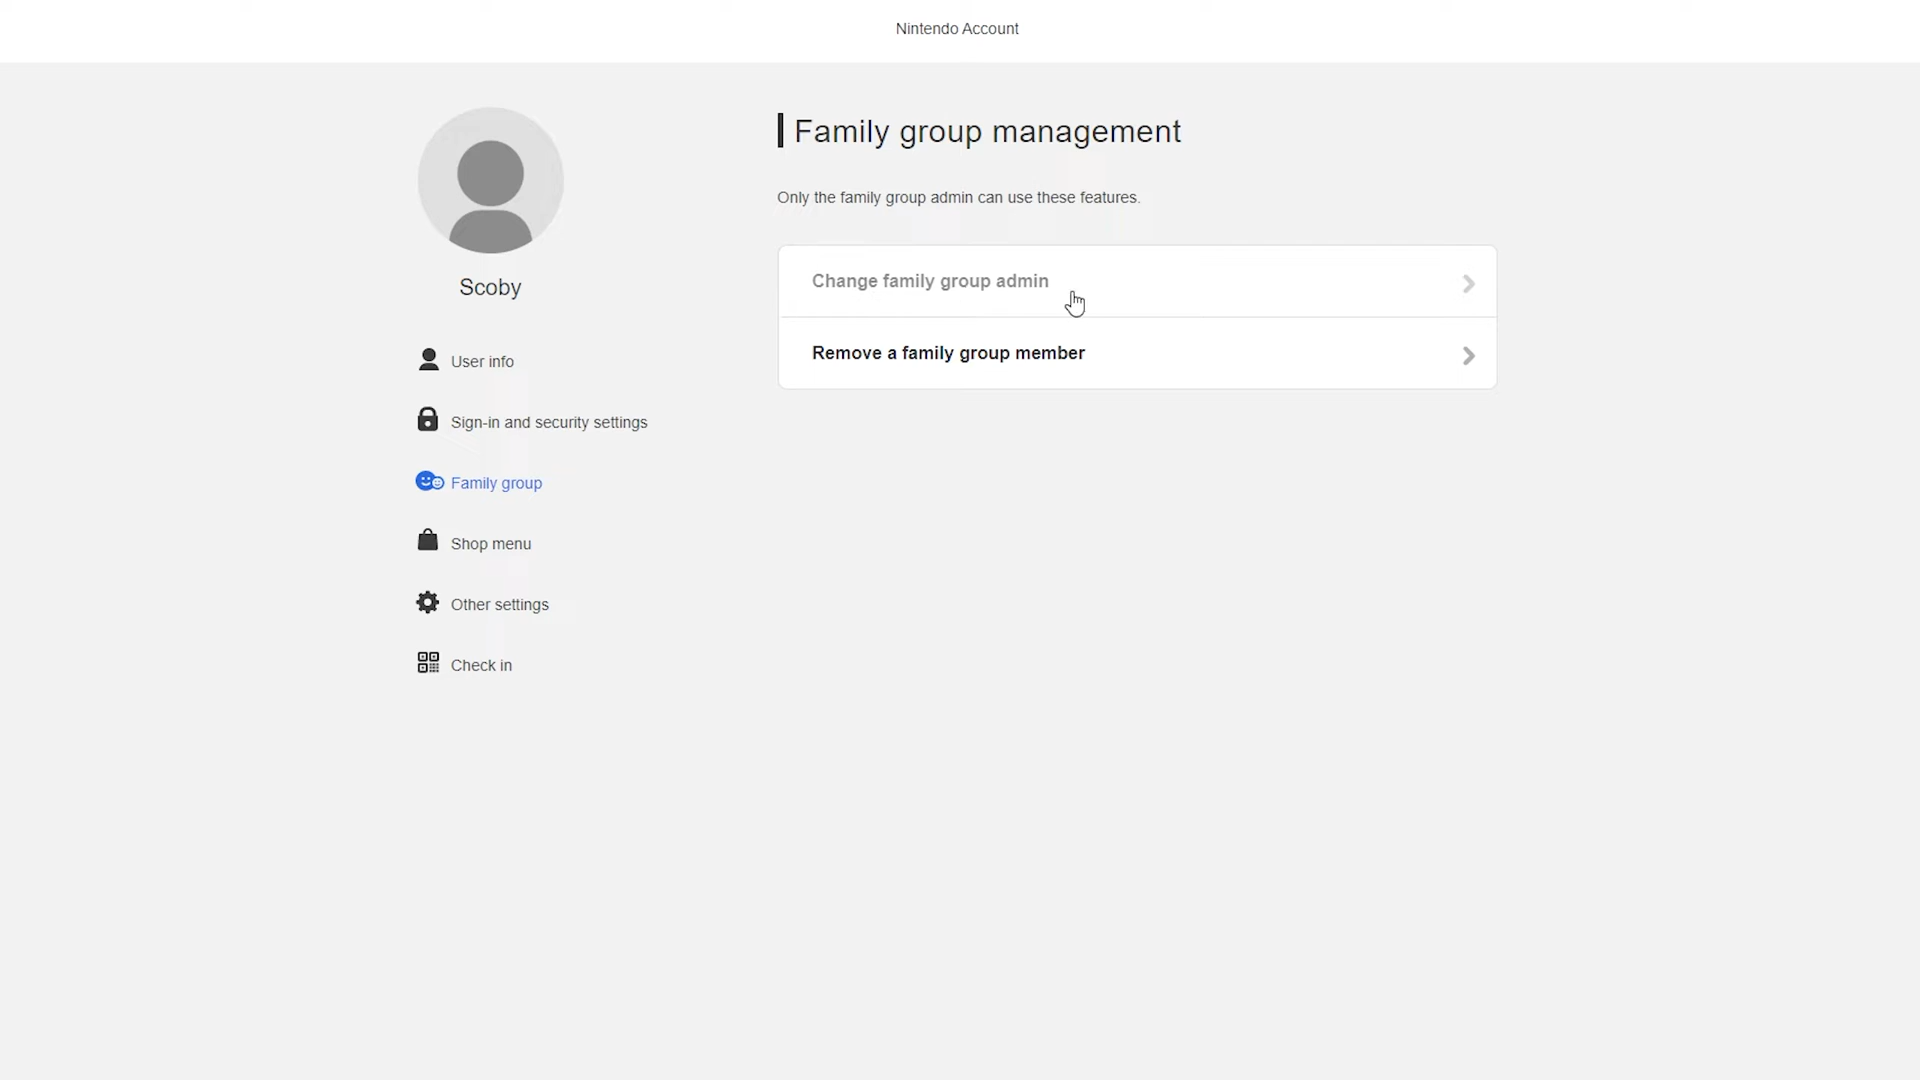 Nintendo Account
Scoby
User info
Sign-in and security settings
Family group
Shop menu
Other settings
Check in
Family group management
Only the family group admin can use these features.
Change family group admin
Remove a family group member